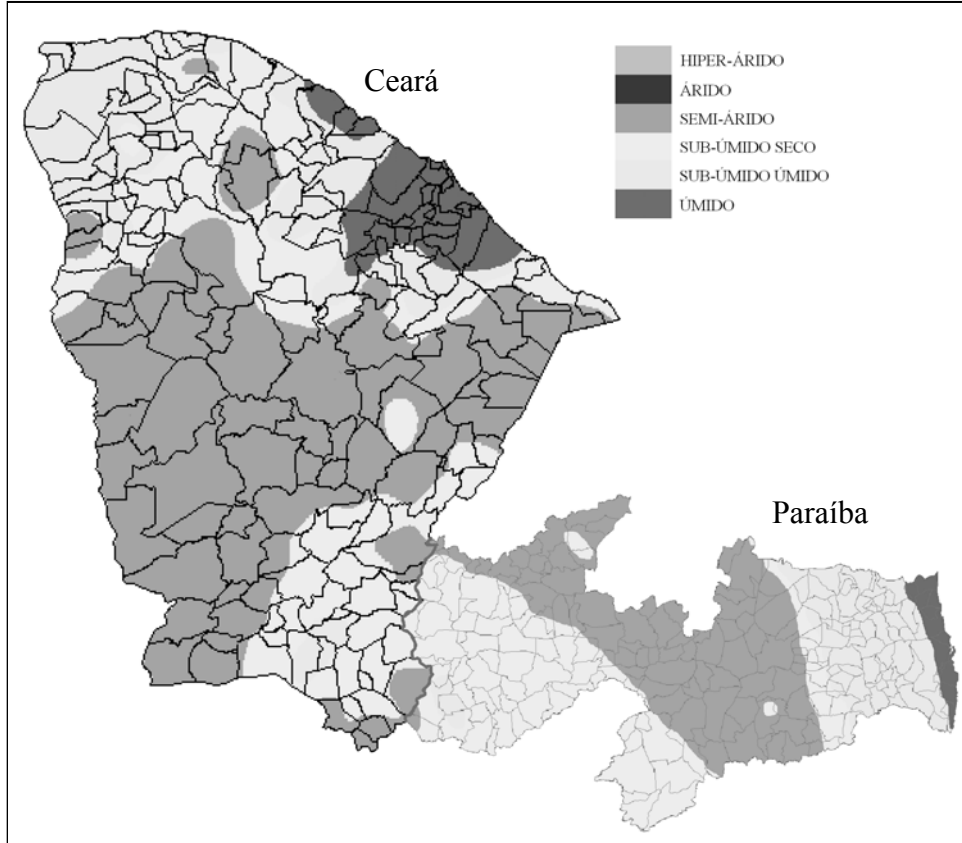 Ceará
HIPER-ÁRIDO
ÁRIDO
SEMI-ÁRIDO
SUB-ÚMIDO SECO
SUB-ÚMIDO ÚMIDO
ÚMIDO
Paraíba